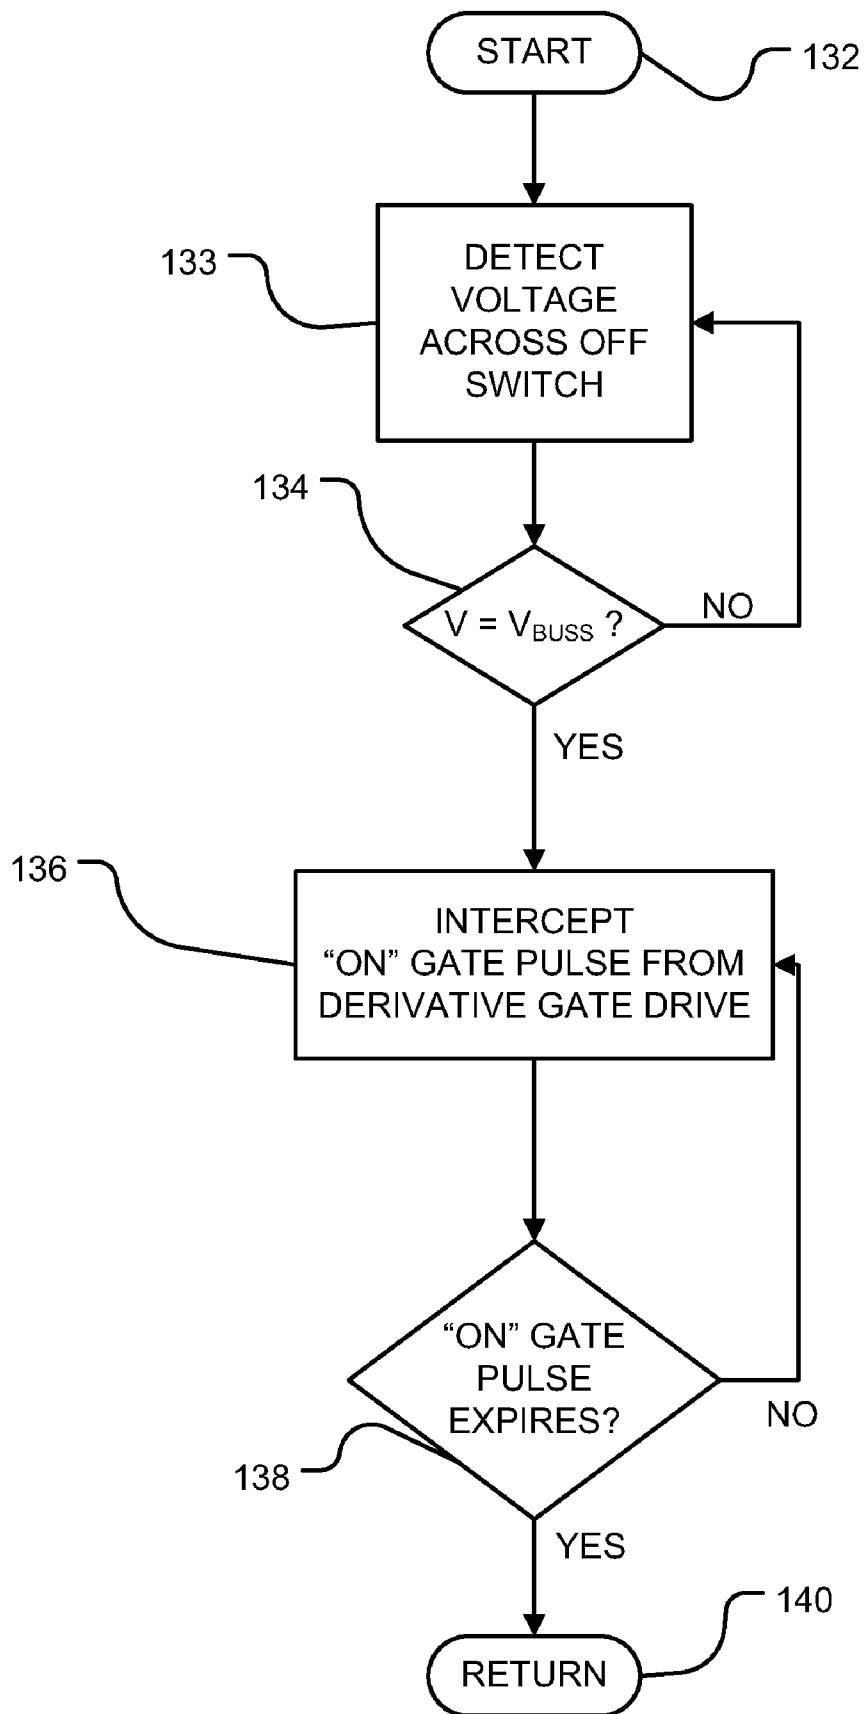 START
132
133
DETECT
VOLTAGE
ACROSS OFF
SWITCH
134
V = VBUSS ?
NO
YES
136
INTERCEPT
“ON” GATE PULSE FROM
DERIVATIVE GATE DRIVE
“ON” GATE
PULSE
EXPIRES?
NO
138
YES
140
RETURN